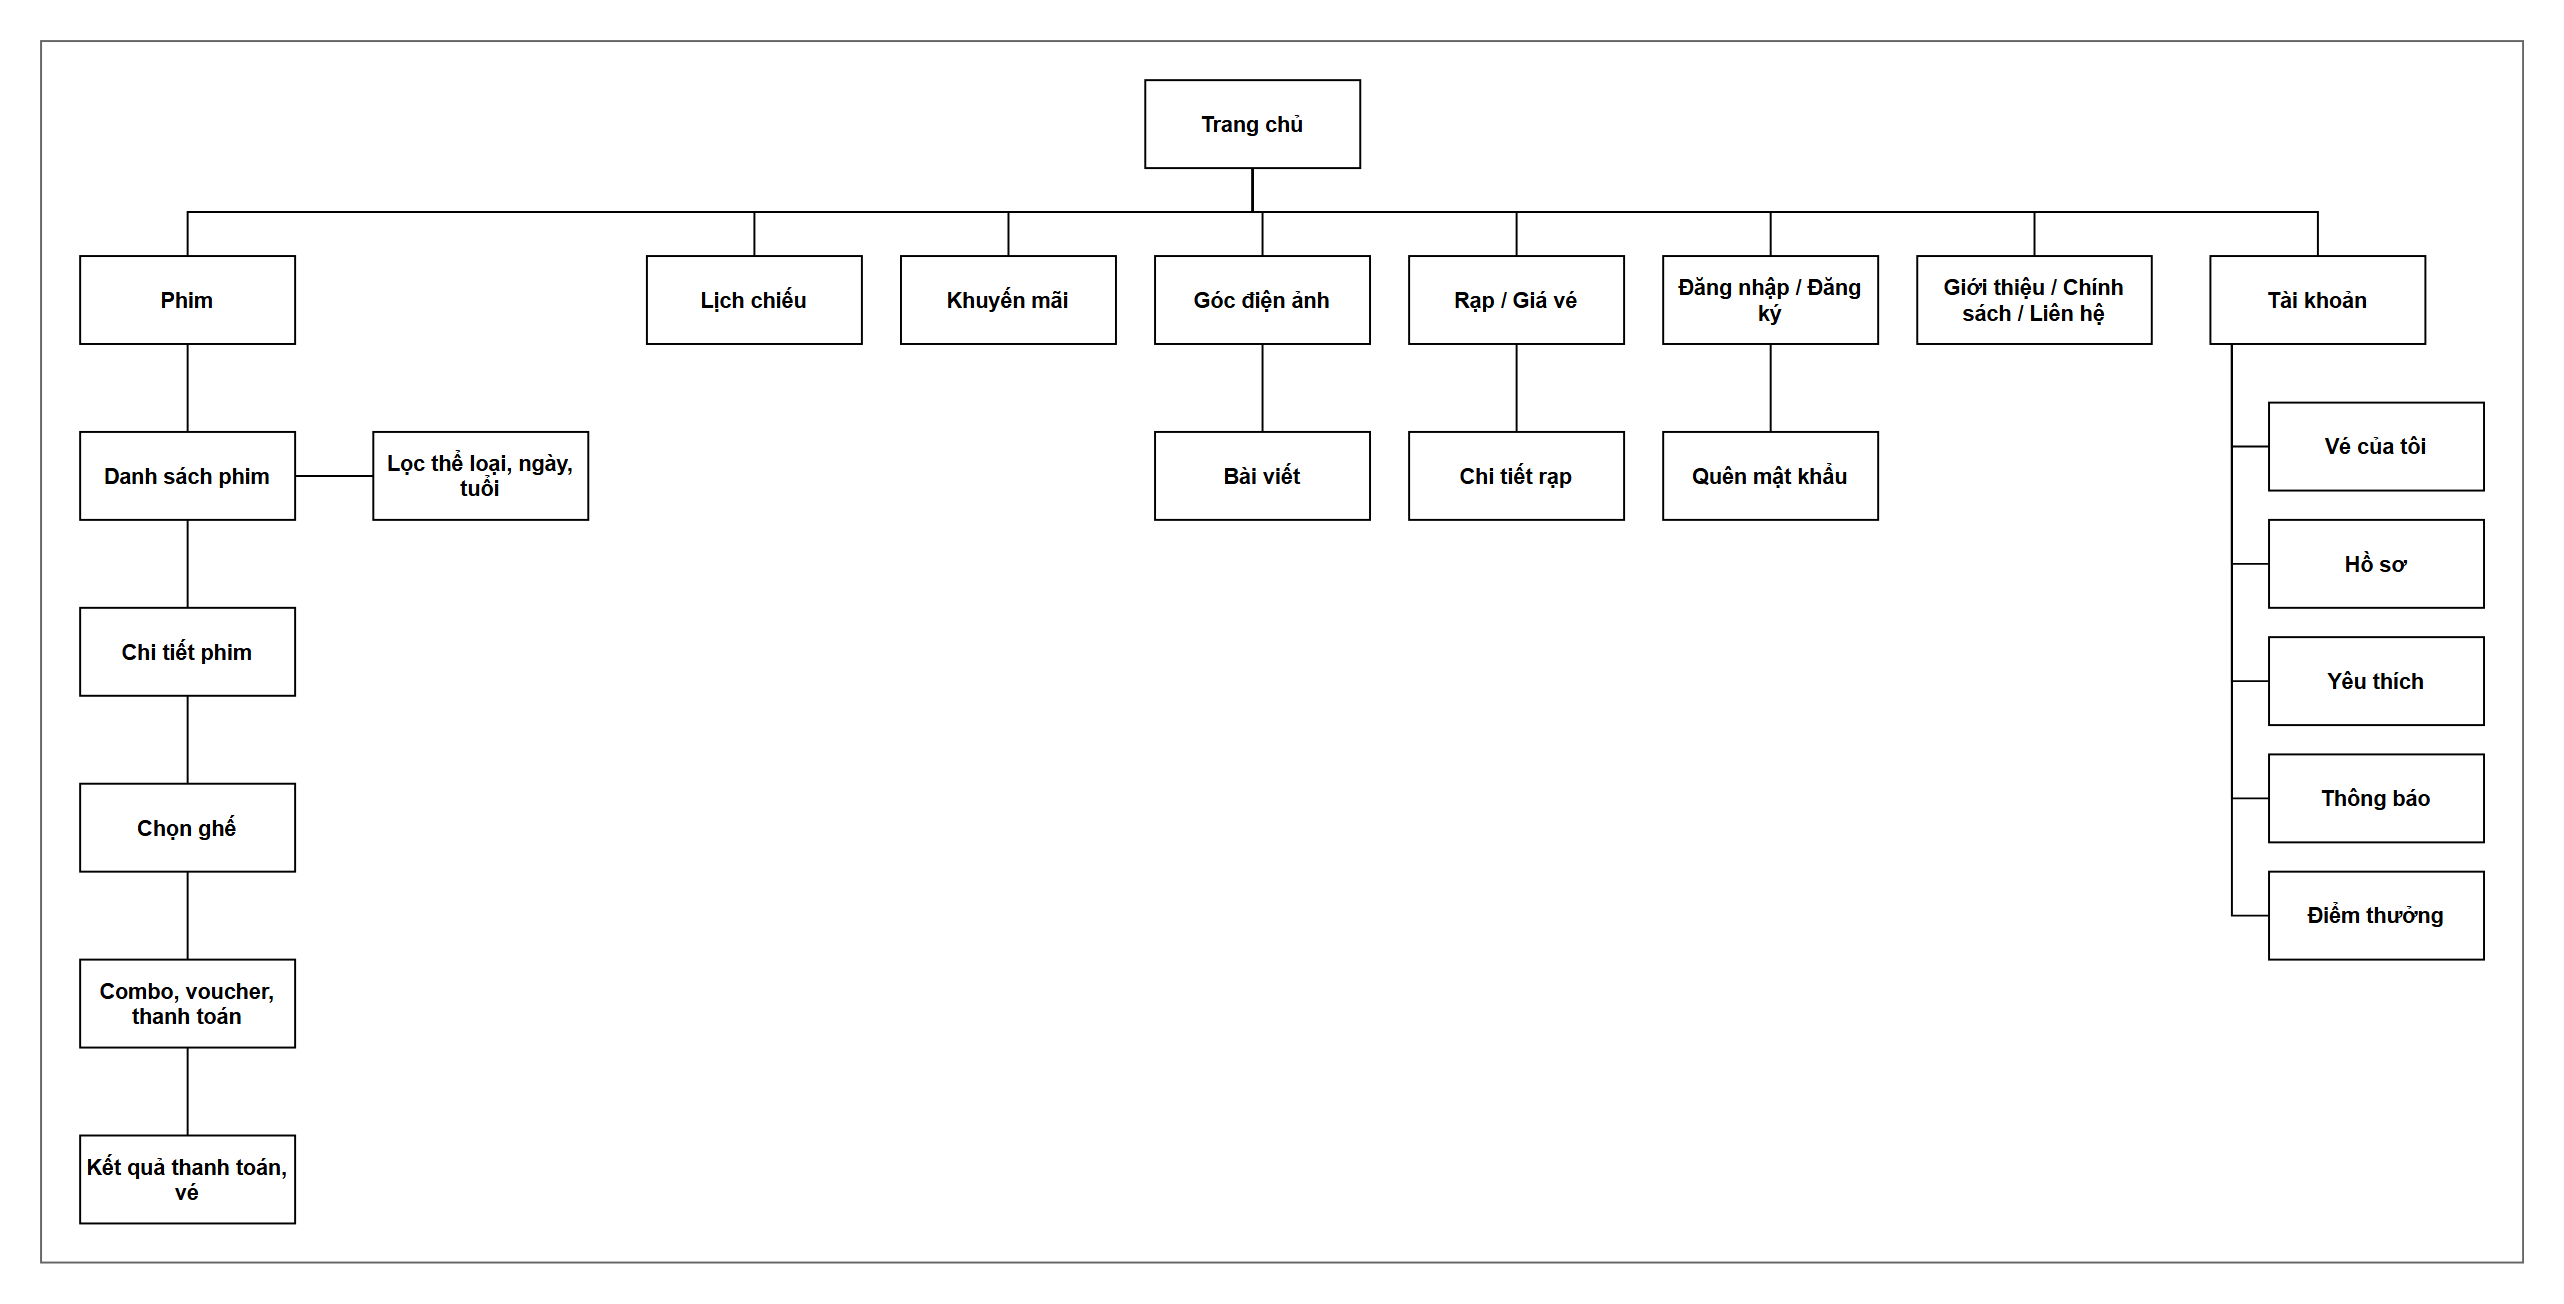 Trang chủ
Phim
Lịch chiếu
Khuyến mãi
Góc điện ảnh
Rạp / Giá vé
Đăng nhập / Đăng
ký
Giới thiệu / Chính
sách / Liên hệ
Tài khoản
Danh sách phim
Lọc thể loại, ngày,
tuổi
Bài viết
Chi tiết rạp
Quên mật khẩu
Vé của tôi
Hồ sơ
Chi tiết phim
Yêu thích
Chọn ghế
Thông báo
Điểm thưởng
Combo, voucher,
thanh toán
Kết quả thanh toán,
vé